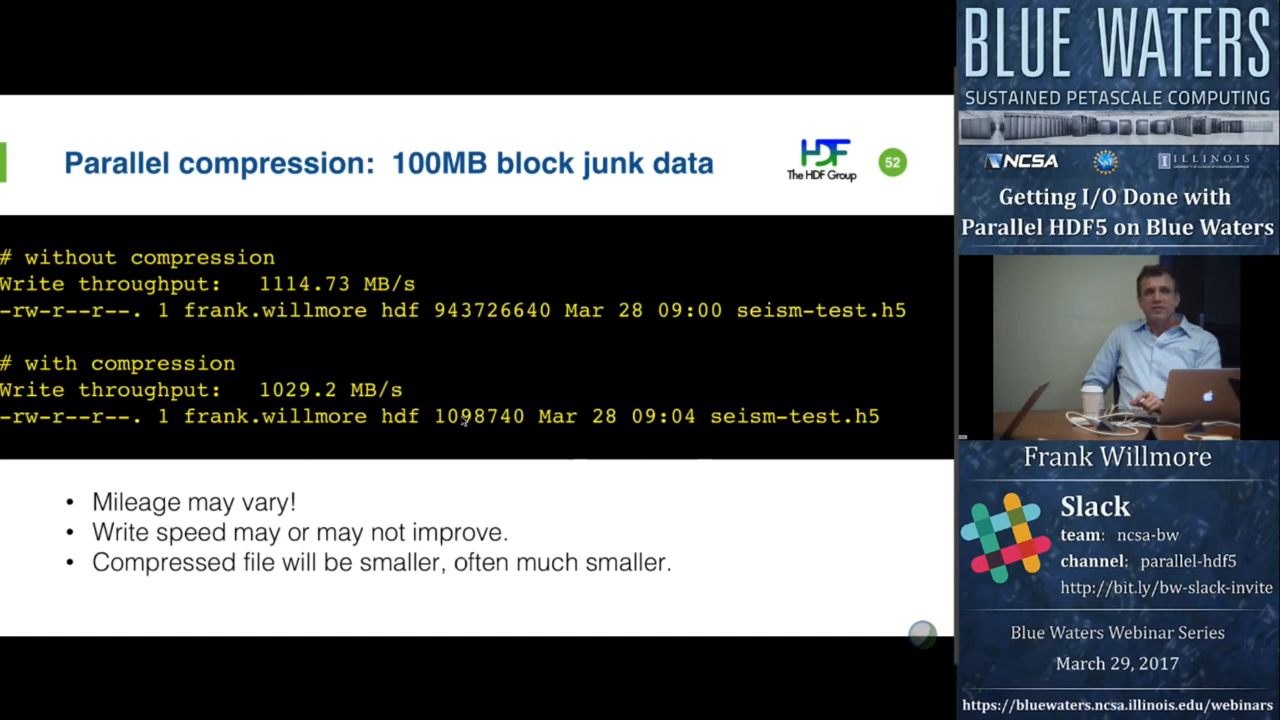 Parallel compression: 100MB block junk data
HDF
The HDF Group
52
# without compression
Write throughput: 1114.73 MB/s
-rw-r--r--. 1 frank.willmore hdf 943726640 Mar 28 09:00 seism-test.h5
# with compression
Write throughput: 1029.2 MB/s
-rw-r--r--. 1 frank.willmore hdf 1098740 Mar 28 09:04 seism-test.h5
• Mileage may vary!
• Write speed may or may not improve.
• Compressed file will be smaller, often much smaller.
BLUE WATERS
SUSTAINED PETASCALE COMPUTING
NCSA
I ILLINOIS
Getting I/O Done with
Parallel HDF5 on Blue Waters
Frank Willmore
Slack
team: ncsa-bw
channel: parallel-hdf5
http://bit.ly/bw-slack-invite
Blue Waters Webinar Series
March 29, 2017
https://bluewaters.ncsa.illinois.edu/webinars